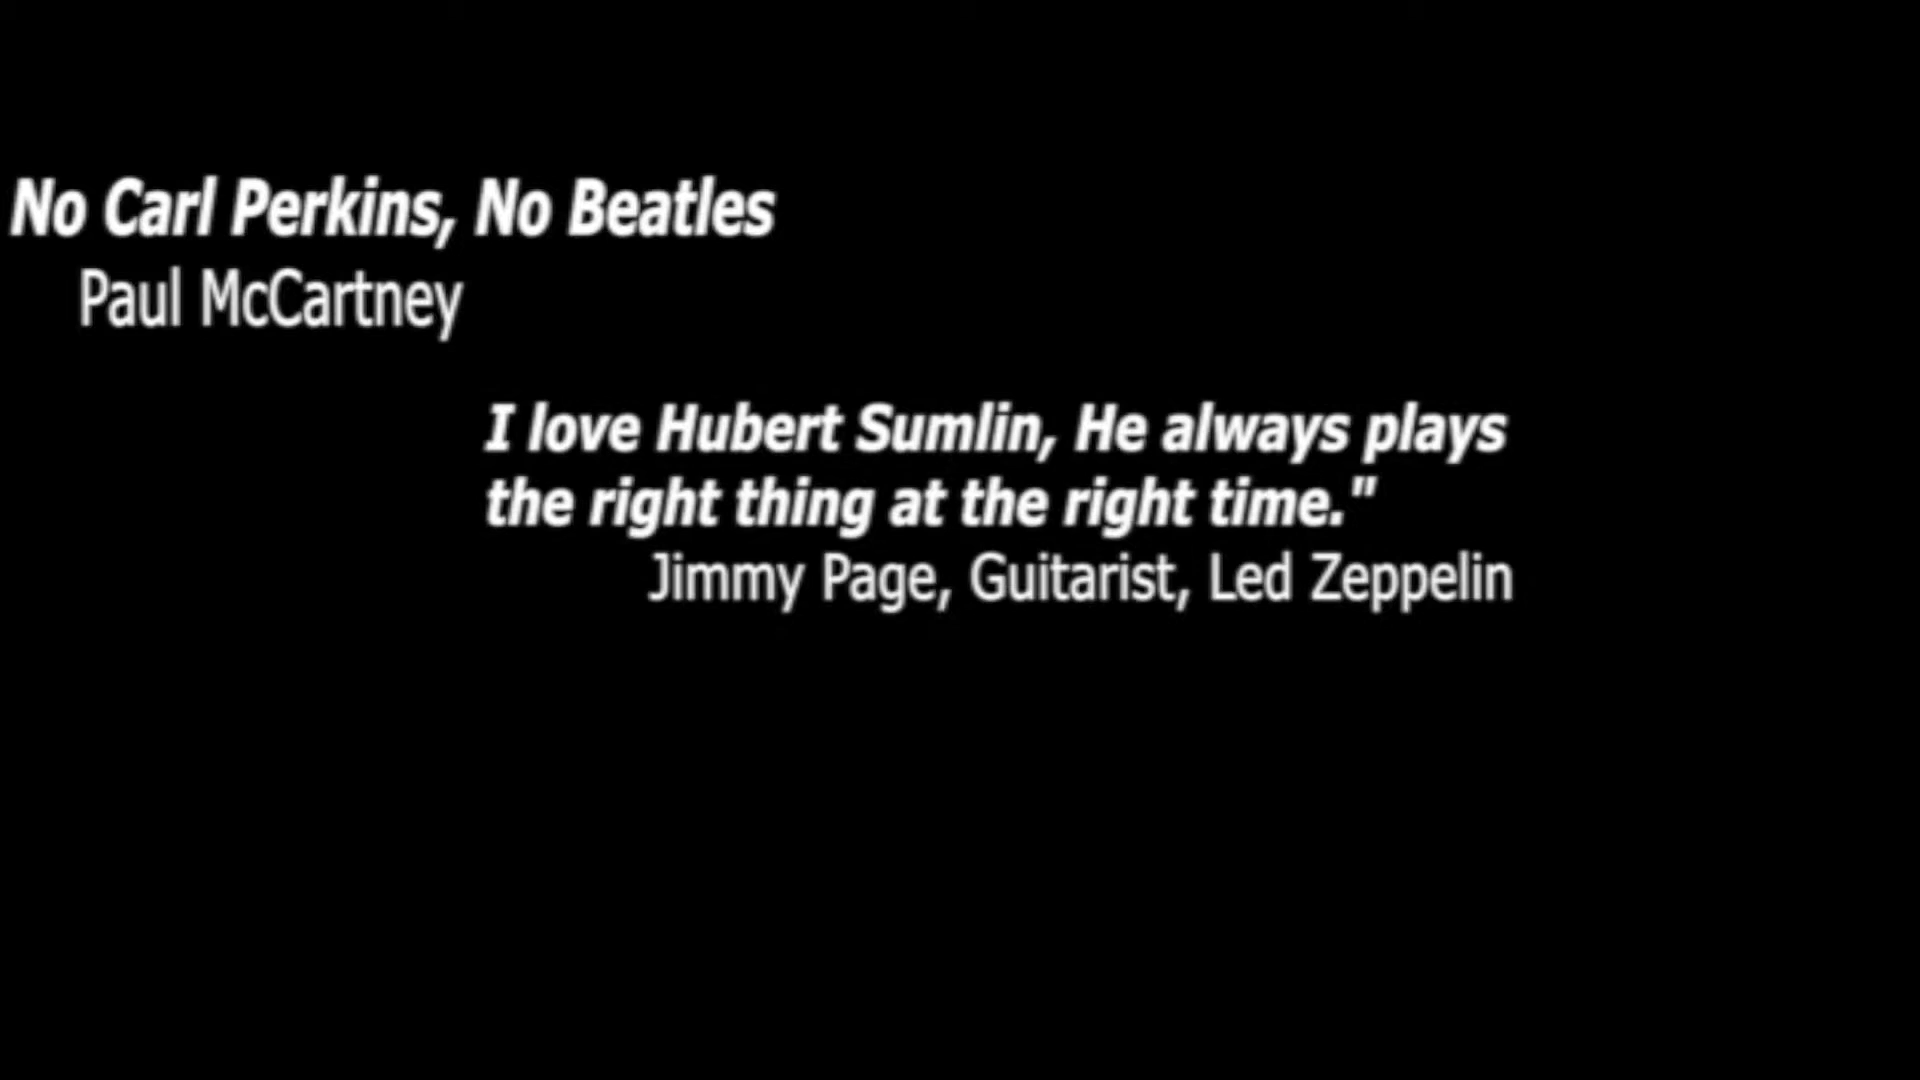 No Carl Perkins, No Beatles
Paul McCartney
I love Hubert Sumlin, He always plays
the right thing at the right time."
Jimmy Page, Guitarist, Led Zeppelin